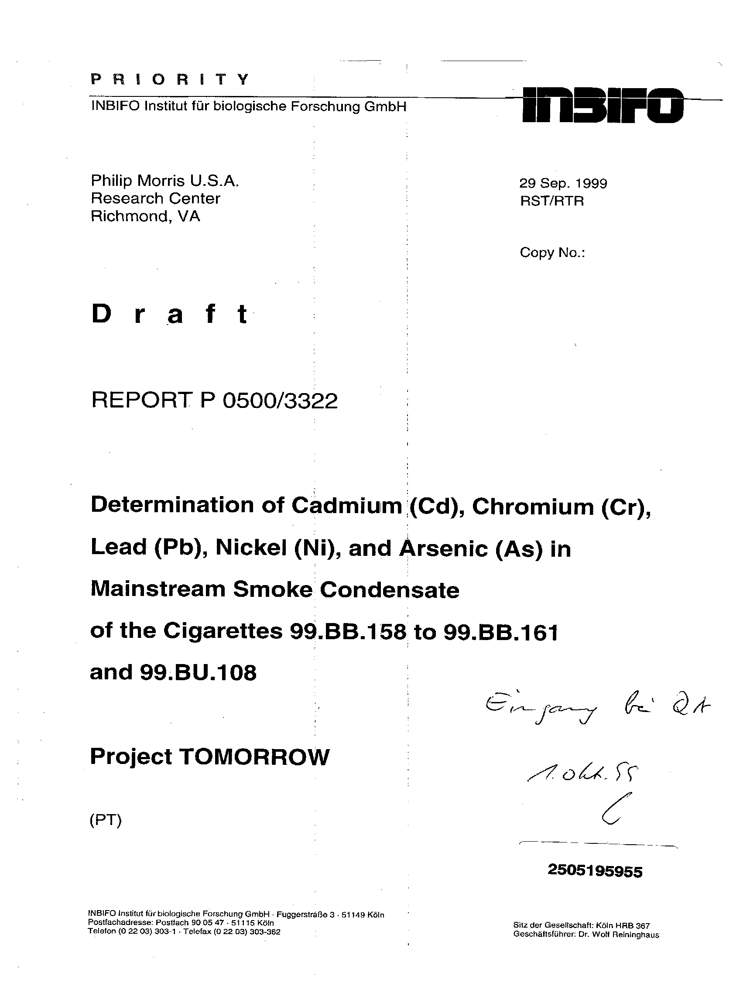 PRIORITY
INBIFO Institut für biologische Forschung GmbH
INBIFO
Philip Morris U.S.A.
Research Center
Richmond, VA
29 Sep. 1999
RST/RTR
Copy No.:
Draft
REPORT P 0500/3322
Determination of Cadmium (Cd), Chromium (Cr),
Lead (Pb), Nickel (Ni), and Arsenic (As) in
Mainstream Smoke Condensate
of the Cigarettes 99.BB.158 to 99.BB.161
and 99.BU.108
Eingang bei QA
Project TOMORROW
1. Okt. 99
(PT)
2505195955
INBIFO Institut für biologische Forschung GmbH · Fuggerstraße 3 · 51149 Köln
Postfachadresse: Postfach 90 05 47 · 51115 Köln
Telefon (0 22 03) 303-1 · Telefax (0 22 03) 303-362
Sitz der Gesellschaft: Köln HRB 367
Geschäftsführer: Dr. Wolf Reininghaus